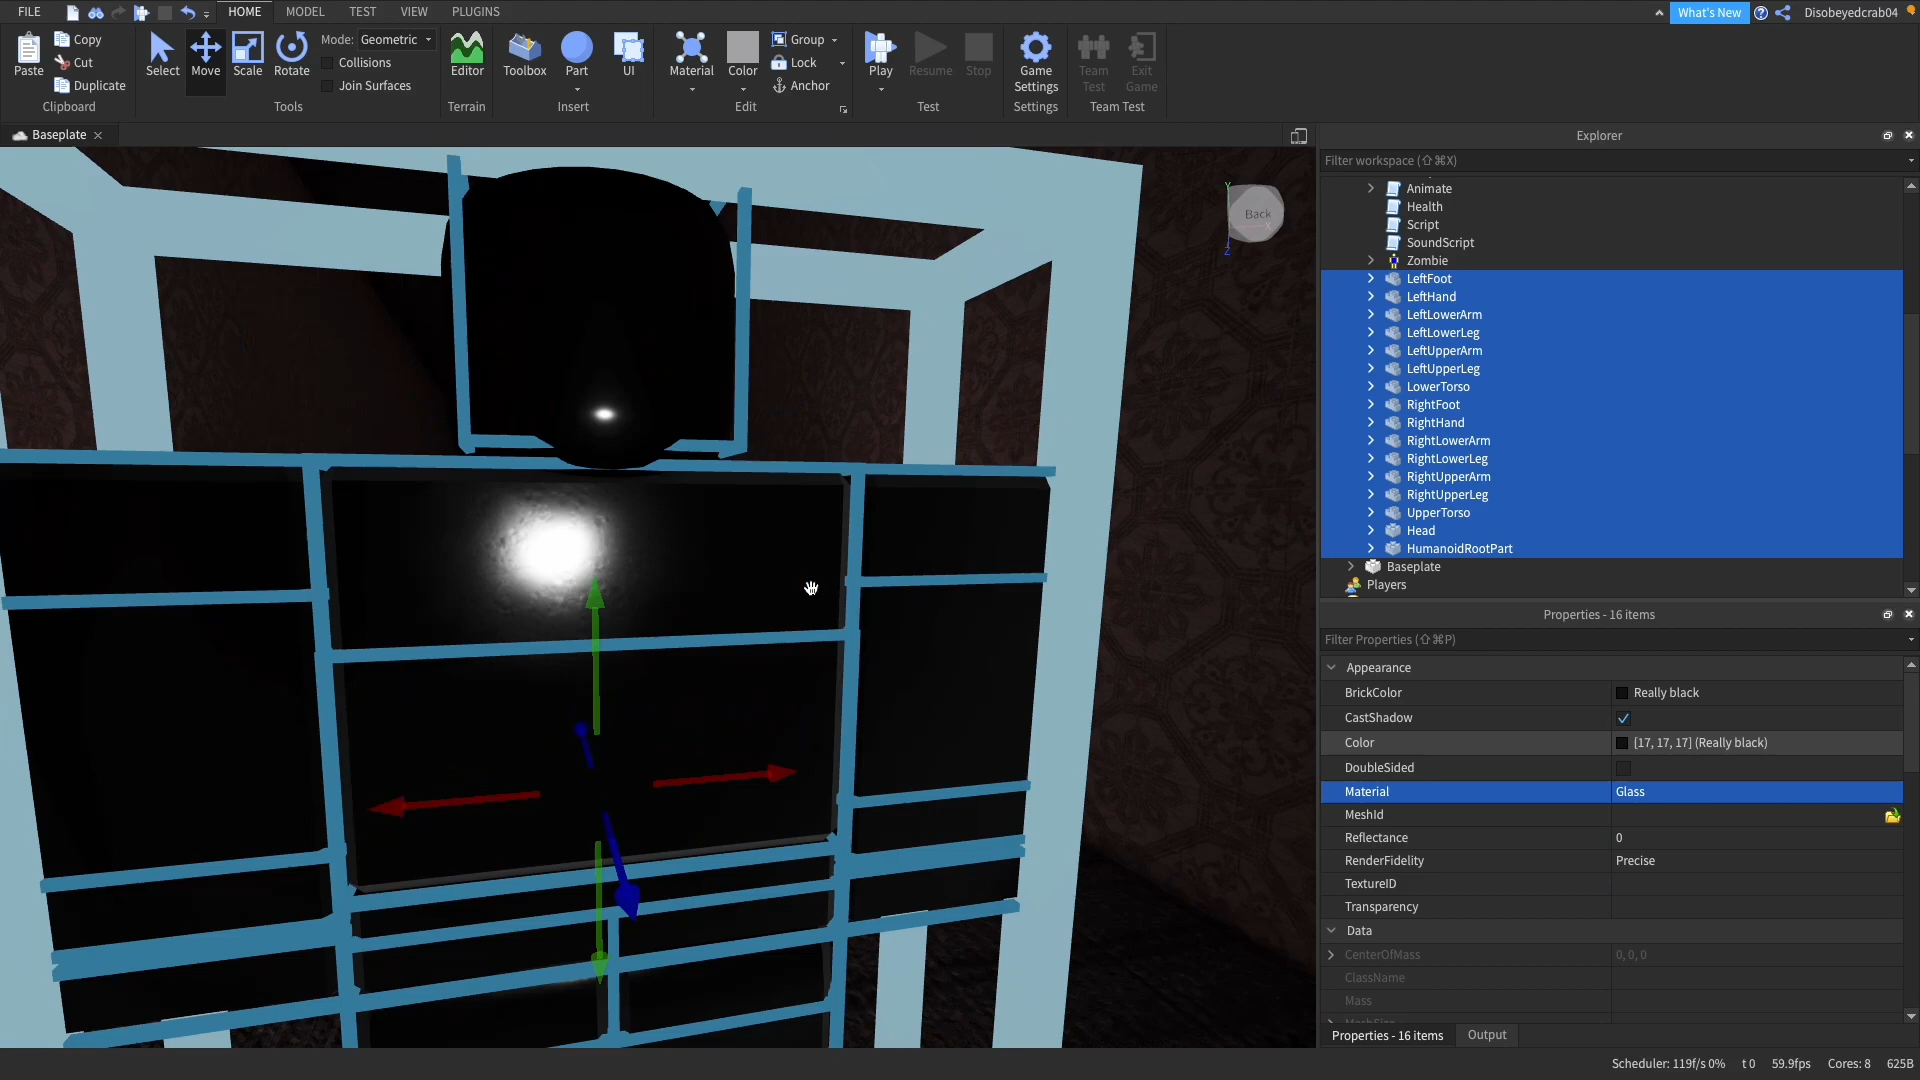 FILE
HOME
MODEL
TEST
VIEW
PLUGINS
What's New
Disobeyedcrab04
Paste
Copy
Cut
Duplicate
Clipboard
Select
Move
Scale
Rotate
Mode: Geometric
Collisions
Join Surfaces
Tools
Editor
Terrain
Toolbox
Part
UI
Insert
Material
Color
Group
Lock
Anchor
Edit
Play
Resume
Stop
Test
Game
Settings
Settings
Team
Test
Exit
Game
Team Test
Baseplate
Back
Y
X
Z
Explorer
Filter workspace (⇧⌘X)
Animate
Health
Script
SoundScript
Zombie
LeftFoot
LeftHand
LeftLowerArm
LeftLowerLeg
LeftUpperArm
LeftUpperLeg
LowerTorso
RightFoot
RightHand
RightLowerArm
RightLowerLeg
RightUpperArm
RightUpperLeg
UpperTorso
Head
HumanoidRootPart
Baseplate
Players
Properties - 16 items
Filter Properties (⇧⌘P)
Appearance
BrickColor Really black
CastShadow
Color [17, 17, 17] (Really black)
DoubleSided
Material Glass
MeshId
Reflectance 0
RenderFidelity Precise
TextureID
Transparency
Data
CenterOfMass 0, 0, 0
ClassName
Mass
MeshSize
Properties - 16 items Output
Scheduler: 119f/s 0% t 0 59.9fps Cores: 8 625B